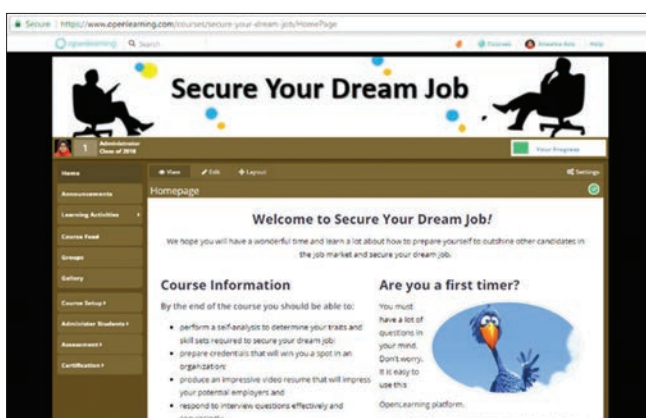 Secure https://www.openlearning.com/courses/secure-your-dream-job/HomePage
openlearning Search Courses Help
Secure Your Dream Job
1 Administrator
Class of 2018
Your Progress
Home
View Edit Layout Settings
Homepage
Announcements
Learning Activities
Course Feed
Groups
Gallery
Course Setup
Administer Students
Assessment
Certification
Welcome to Secure Your Dream Job!
We hope you will have a wonderful time and learn a lot about how to prepare yourself to outshine other candidates in
the job market and secure your dream job.
Course Information
By the end of the course you should be able to:
perform a self-analysis to determine your traits and
skill sets required to secure your dream job;
prepare credentials that will win you a spot in an
organization;
produce an impressive video resume that will impress
your potential employers and
respond to interview questions effectively and
Are you a first timer?
You must
have a lot of
questions in
your mind.
Don't worry.
It is easy to
use this
OpenLearning platform.